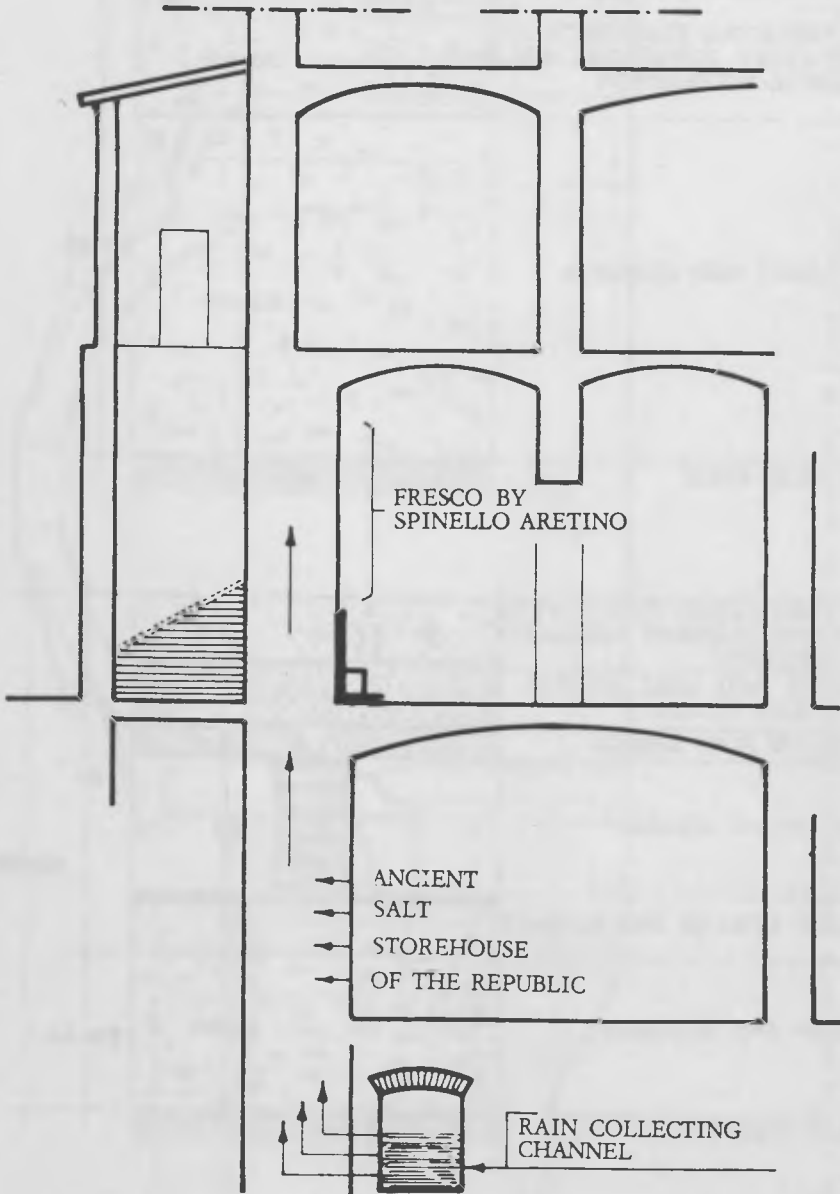 FRESCO BY
SPINELLO ARETINO
ANCIENT
SALT
STOREHOUSE
OF THE REPUBLIC
RAIN COLLECTING
CHANNEL